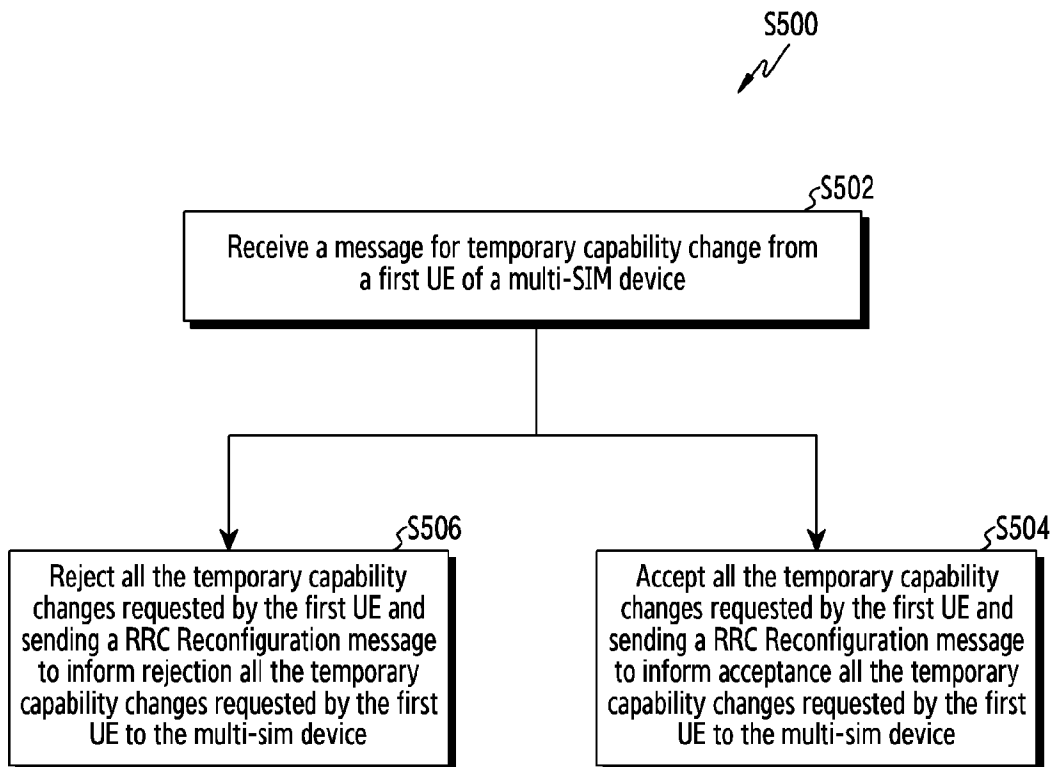 S500
S502
Receive a message for temporary capability change from
a first UE of a multi-SIM device
S506
Reject all the temporary capability
changes requested by the first UE and
sending a RRC Reconfiguration message
to inform rejection all the temporary
capability changes requested by the first
UE to the multi-sim device
S504
Accept all the temporary capability
changes requested by the first UE and
sending a RRC Reconfiguration message
to inform acceptance all the temporary
capability changes requested by the first
UE to the multi-sim device